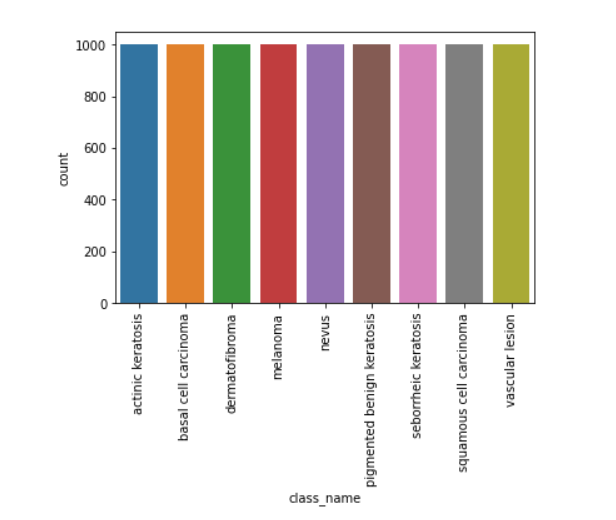 1000
800
600
400
200
0
count
actinic keratosis
basal cell carcinoma
dermatofibroma
melanoma
nevus
pigmented benign keratosis
seborrheic keratosis
squamous cell carcinoma
vascular lesion
class_name